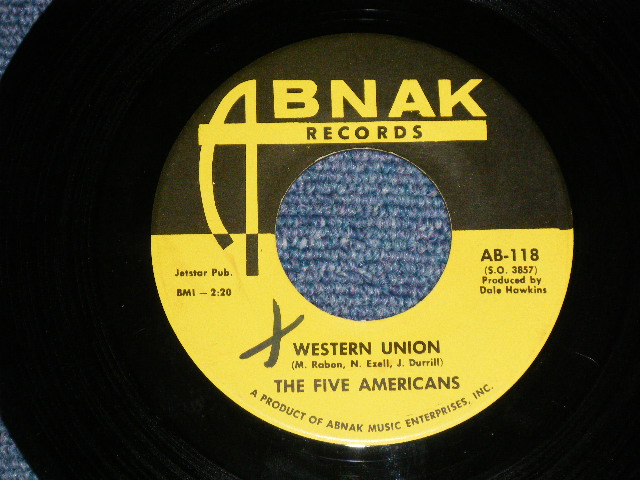 ABNAK
RECORDS
Jetstar Pub.
BMI — 2:20
AB-118
(S.O. 3857)
Produced by
Dale Hawkins
X
WESTERN UNION
(M. Rabon, N. Ezell, J. Durrill)
THE FIVE AMERICANS
A PRODUCT OF ABNAK MUSIC ENTERPRISES, INC.